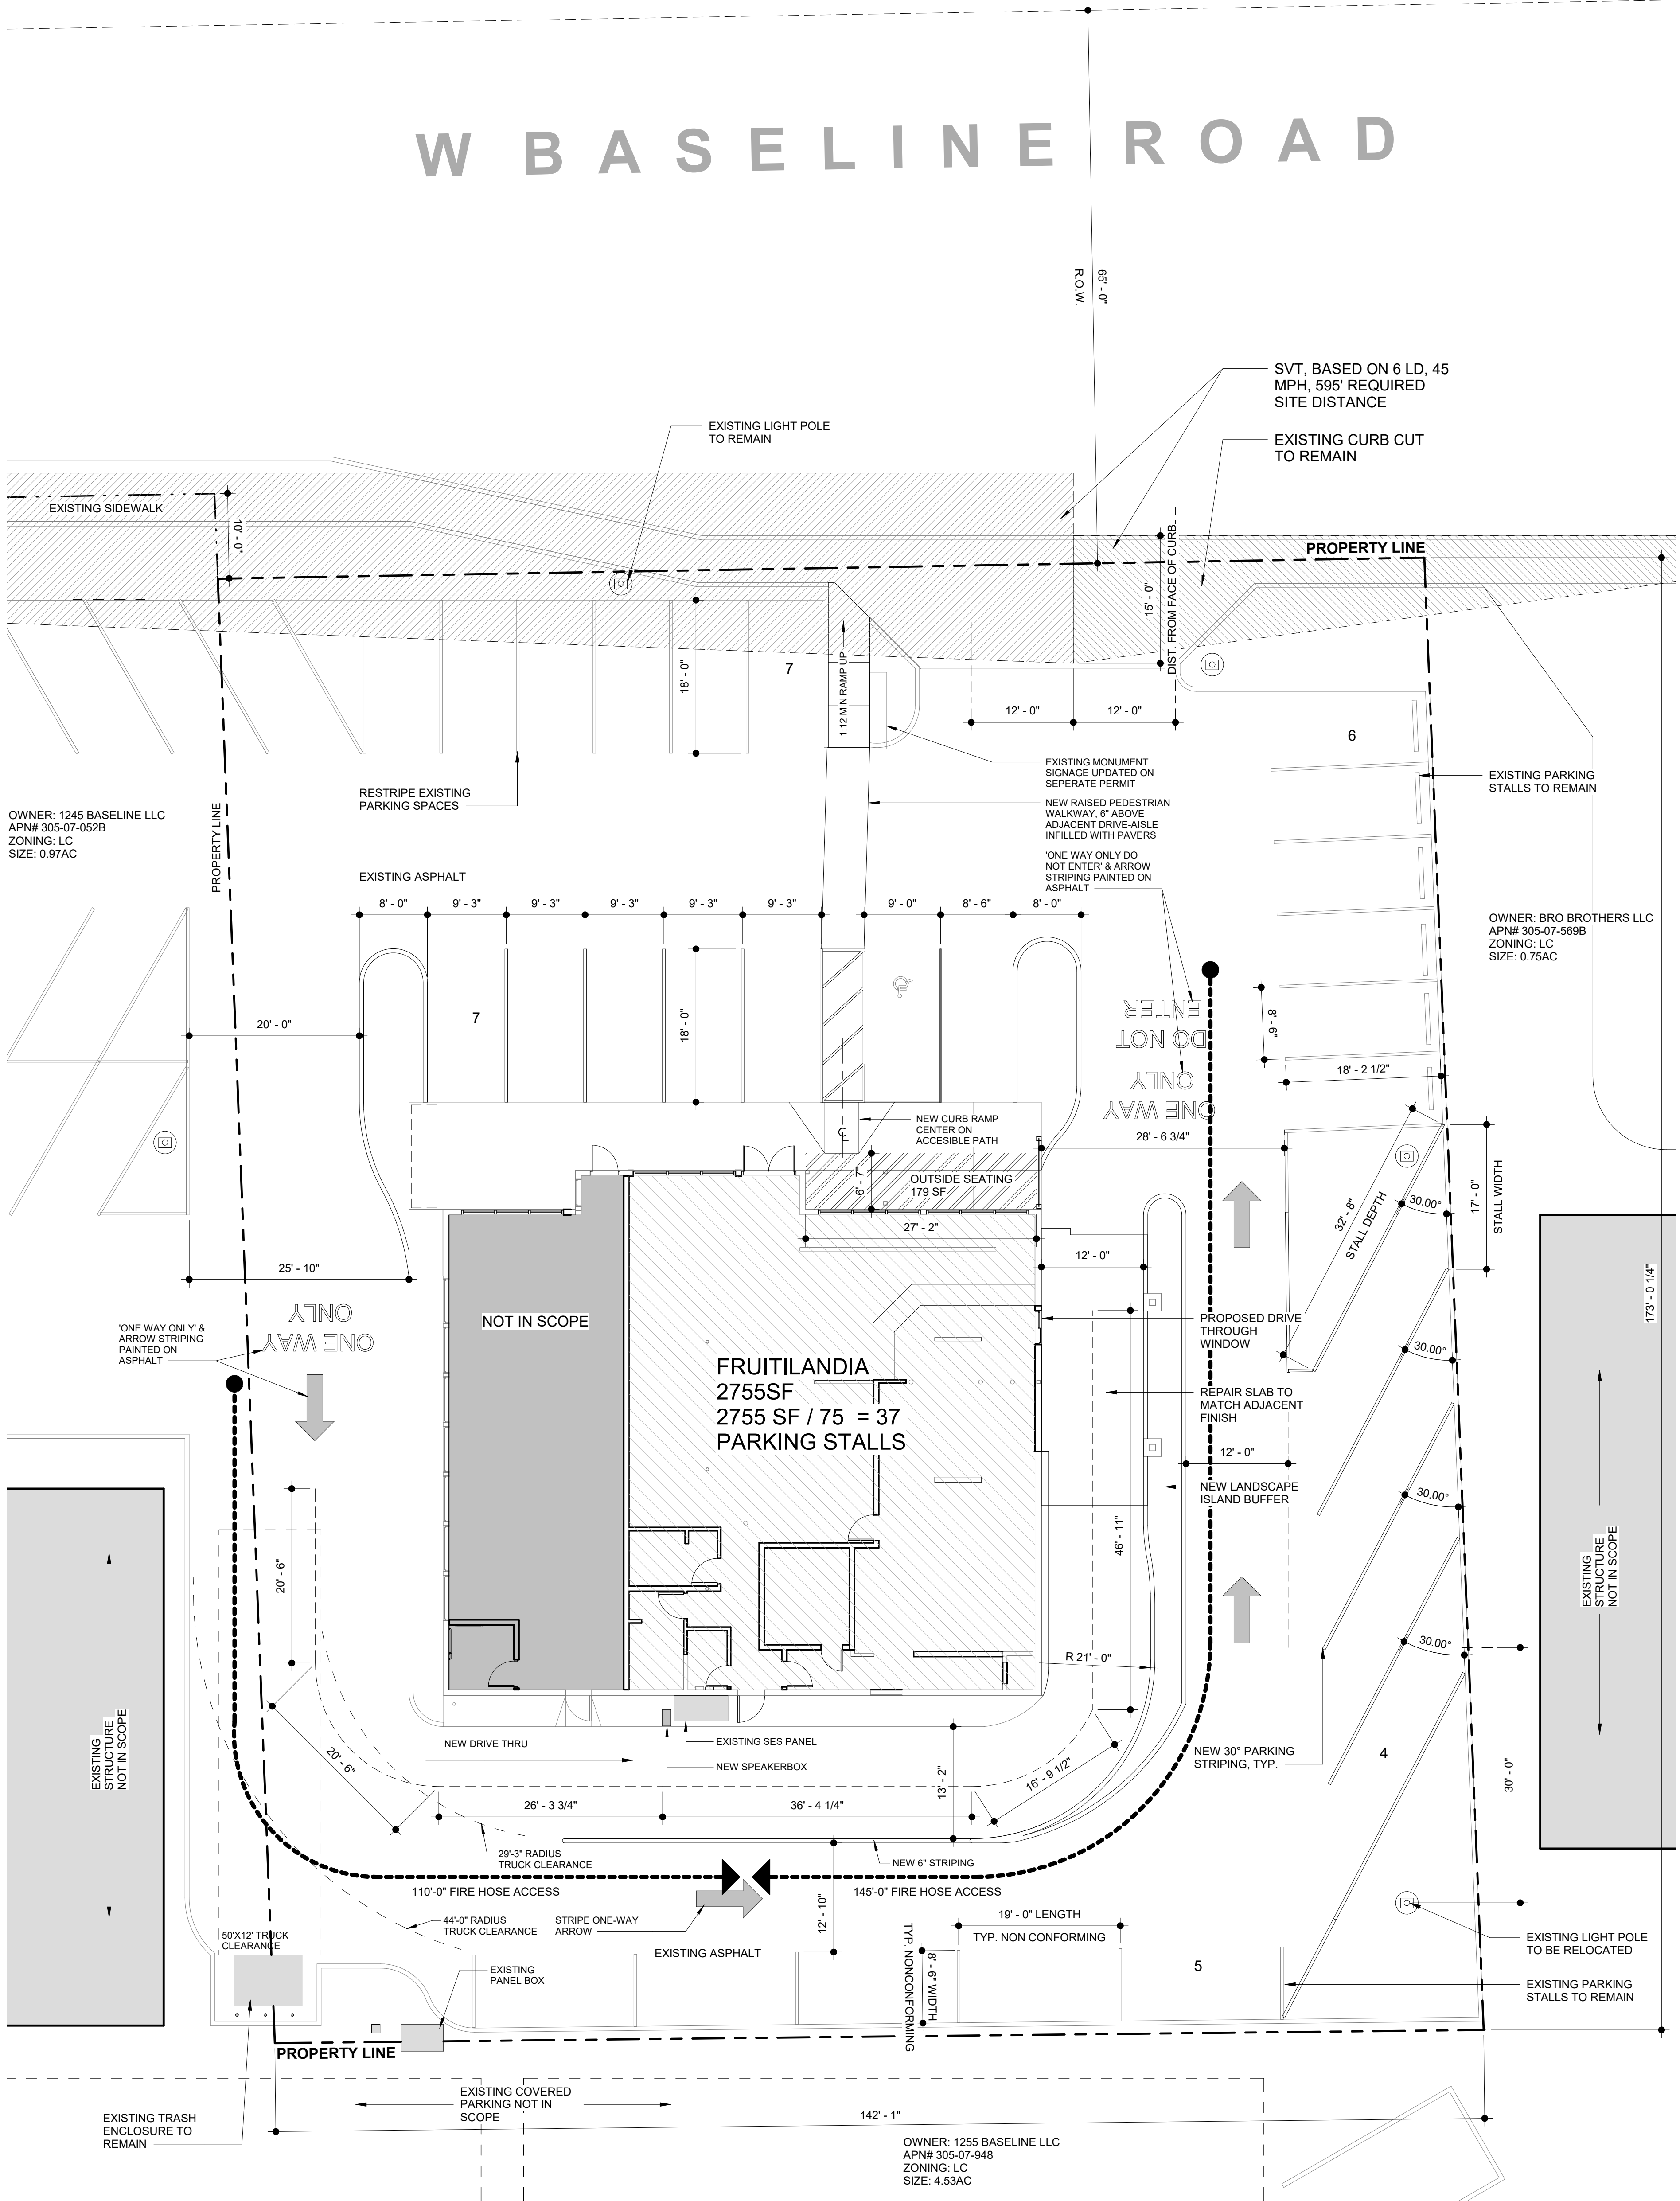 W BASELINE ROAD
65' - 0"
R.O.W.
SVT, BASED ON 6 LD, 45
MPH, 595' REQUIRED
SITE DISTANCE
EXISTING LIGHT POLE
TO REMAIN
EXISTING CURB CUT
TO REMAIN
EXISTING SIDEWALK
10' - 0"
PROPERTY LINE
15' - 0"
DIST. FROM FACE OF CURB
18' - 0"
7
1:12 MIN RAMP UP
12' - 0"
12' - 0"
6
EXISTING MONUMENT
SIGNAGE UPDATED ON
SEPERATE PERMIT
EXISTING PARKING
STALLS TO REMAIN
RESTRIPE EXISTING
PARKING SPACES
NEW RAISED PEDESTRIAN
WALKWAY, 6" ABOVE
ADJACENT DRIVE-AISLE
INFILLED WITH PAVERS
OWNER: 1245 BASELINE LLC
APN# 305-07-052B
ZONING: LC
SIZE: 0.97AC
PROPERTY LINE
'ONE WAY ONLY DO
NOT ENTER' & ARROW
STRIPING PAINTED ON
ASPHALT
EXISTING ASPHALT
8' - 0"
9' - 3"
9' - 3"
9' - 3"
9' - 3"
9' - 3"
9' - 0"
8' - 6"
8' - 0"
OWNER: BRO BROTHERS LLC
APN# 305-07-569B
ZONING: LC
SIZE: 0.75AC
ENTER
DO NOT
ONLY
ONE WAY
7
20' - 0"
18' - 0"
8' - 6"
18' - 2 1/2"
NEW CURB RAMP
CENTER ON
ACCESIBLE PATH
CL
28' - 6 3/4"
6' - 7"
OUTSIDE SEATING
179 SF
27' - 2"
32' - 8"
STALL DEPTH
30.00°
17' - 0"
STALL WIDTH
25' - 10"
12' - 0"
173' - 0 1/4"
ONLY
ONE WAY
'ONE WAY ONLY' &
ARROW STRIPING
PAINTED ON
ASPHALT
NOT IN SCOPE
PROPOSED DRIVE
THROUGH
WINDOW
30.00°
FRUITILANDIA
2755SF
2755 SF / 75 = 37
PARKING STALLS
REPAIR SLAB TO
MATCH ADJACENT
FINISH
12' - 0"
NEW LANDSCAPE
ISLAND BUFFER
30.00°
46' - 11"
20' - 6"
EXISTING
STRUCTURE
NOT IN SCOPE
30.00°
R 21' - 0"
EXISTING
STRUCTURE
NOT IN SCOPE
NEW DRIVE THRU
EXISTING SES PANEL
NEW SPEAKERBOX
20' - 6"
13' - 2"
16' - 9 1/2"
NEW 30° PARKING
STRIPING, TYP.
4
30' - 0"
26' - 3 3/4"
36' - 4 1/4"
29'-3" RADIUS
TRUCK CLEARANCE
NEW 6" STRIPING
110'-0" FIRE HOSE ACCESS
145'-0" FIRE HOSE ACCESS
44'-0" RADIUS
TRUCK CLEARANCE
STRIPE ONE-WAY
ARROW
12' - 10"
19' - 0" LENGTH
TYP. NON CONFORMING
50'X12' TRUCK
CLEARANCE
EXISTING ASPHALT
EXISTING
PANEL BOX
TYP. NONCONFORMING
8' - 6" WIDTH
5
EXISTING LIGHT POLE
TO BE RELOCATED
EXISTING PARKING
STALLS TO REMAIN
PROPERTY LINE
EXISTING COVERED
PARKING NOT IN
SCOPE
EXISTING TRASH
ENCLOSURE TO
REMAIN
142' - 1"
OWNER: 1255 BASELINE LLC
APN# 305-07-948
ZONING: LC
SIZE: 4.53AC